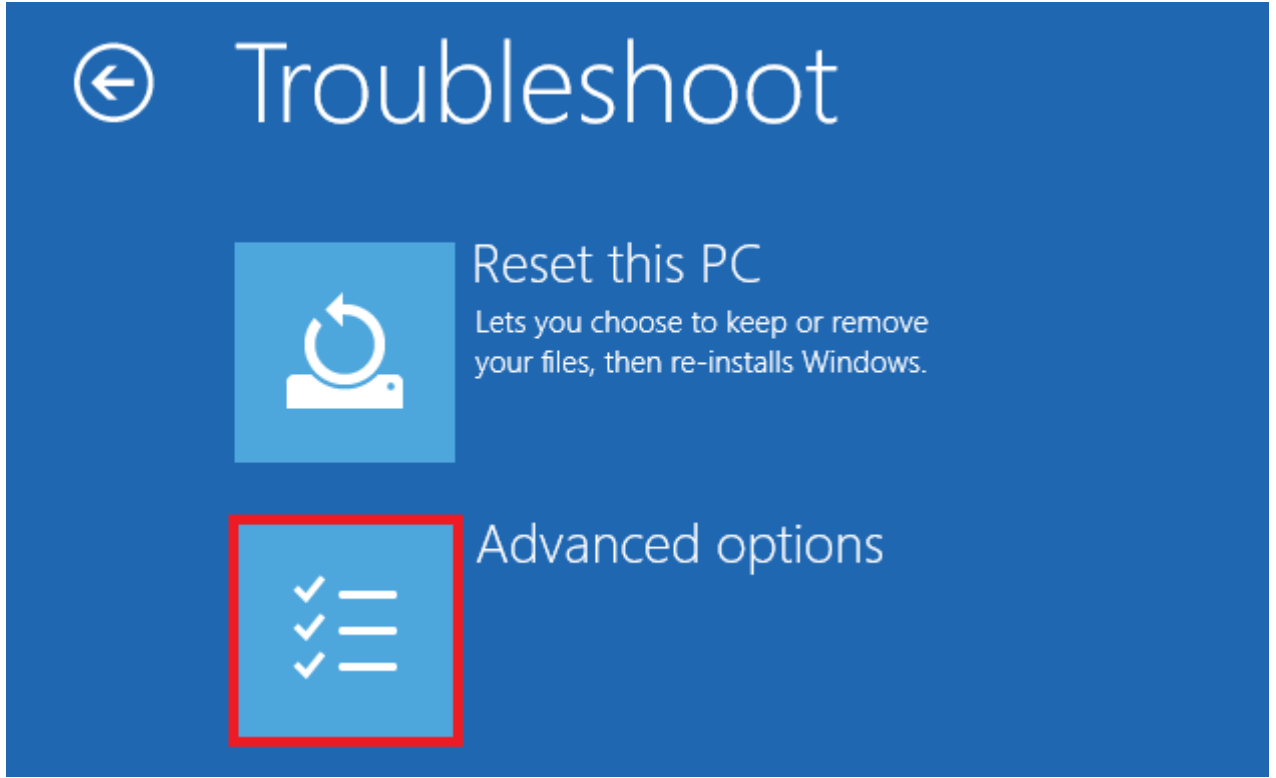 Troubleshoot
Reset this PC
Lets you choose to keep or remove
your files, then re-installs Windows.
Advanced options